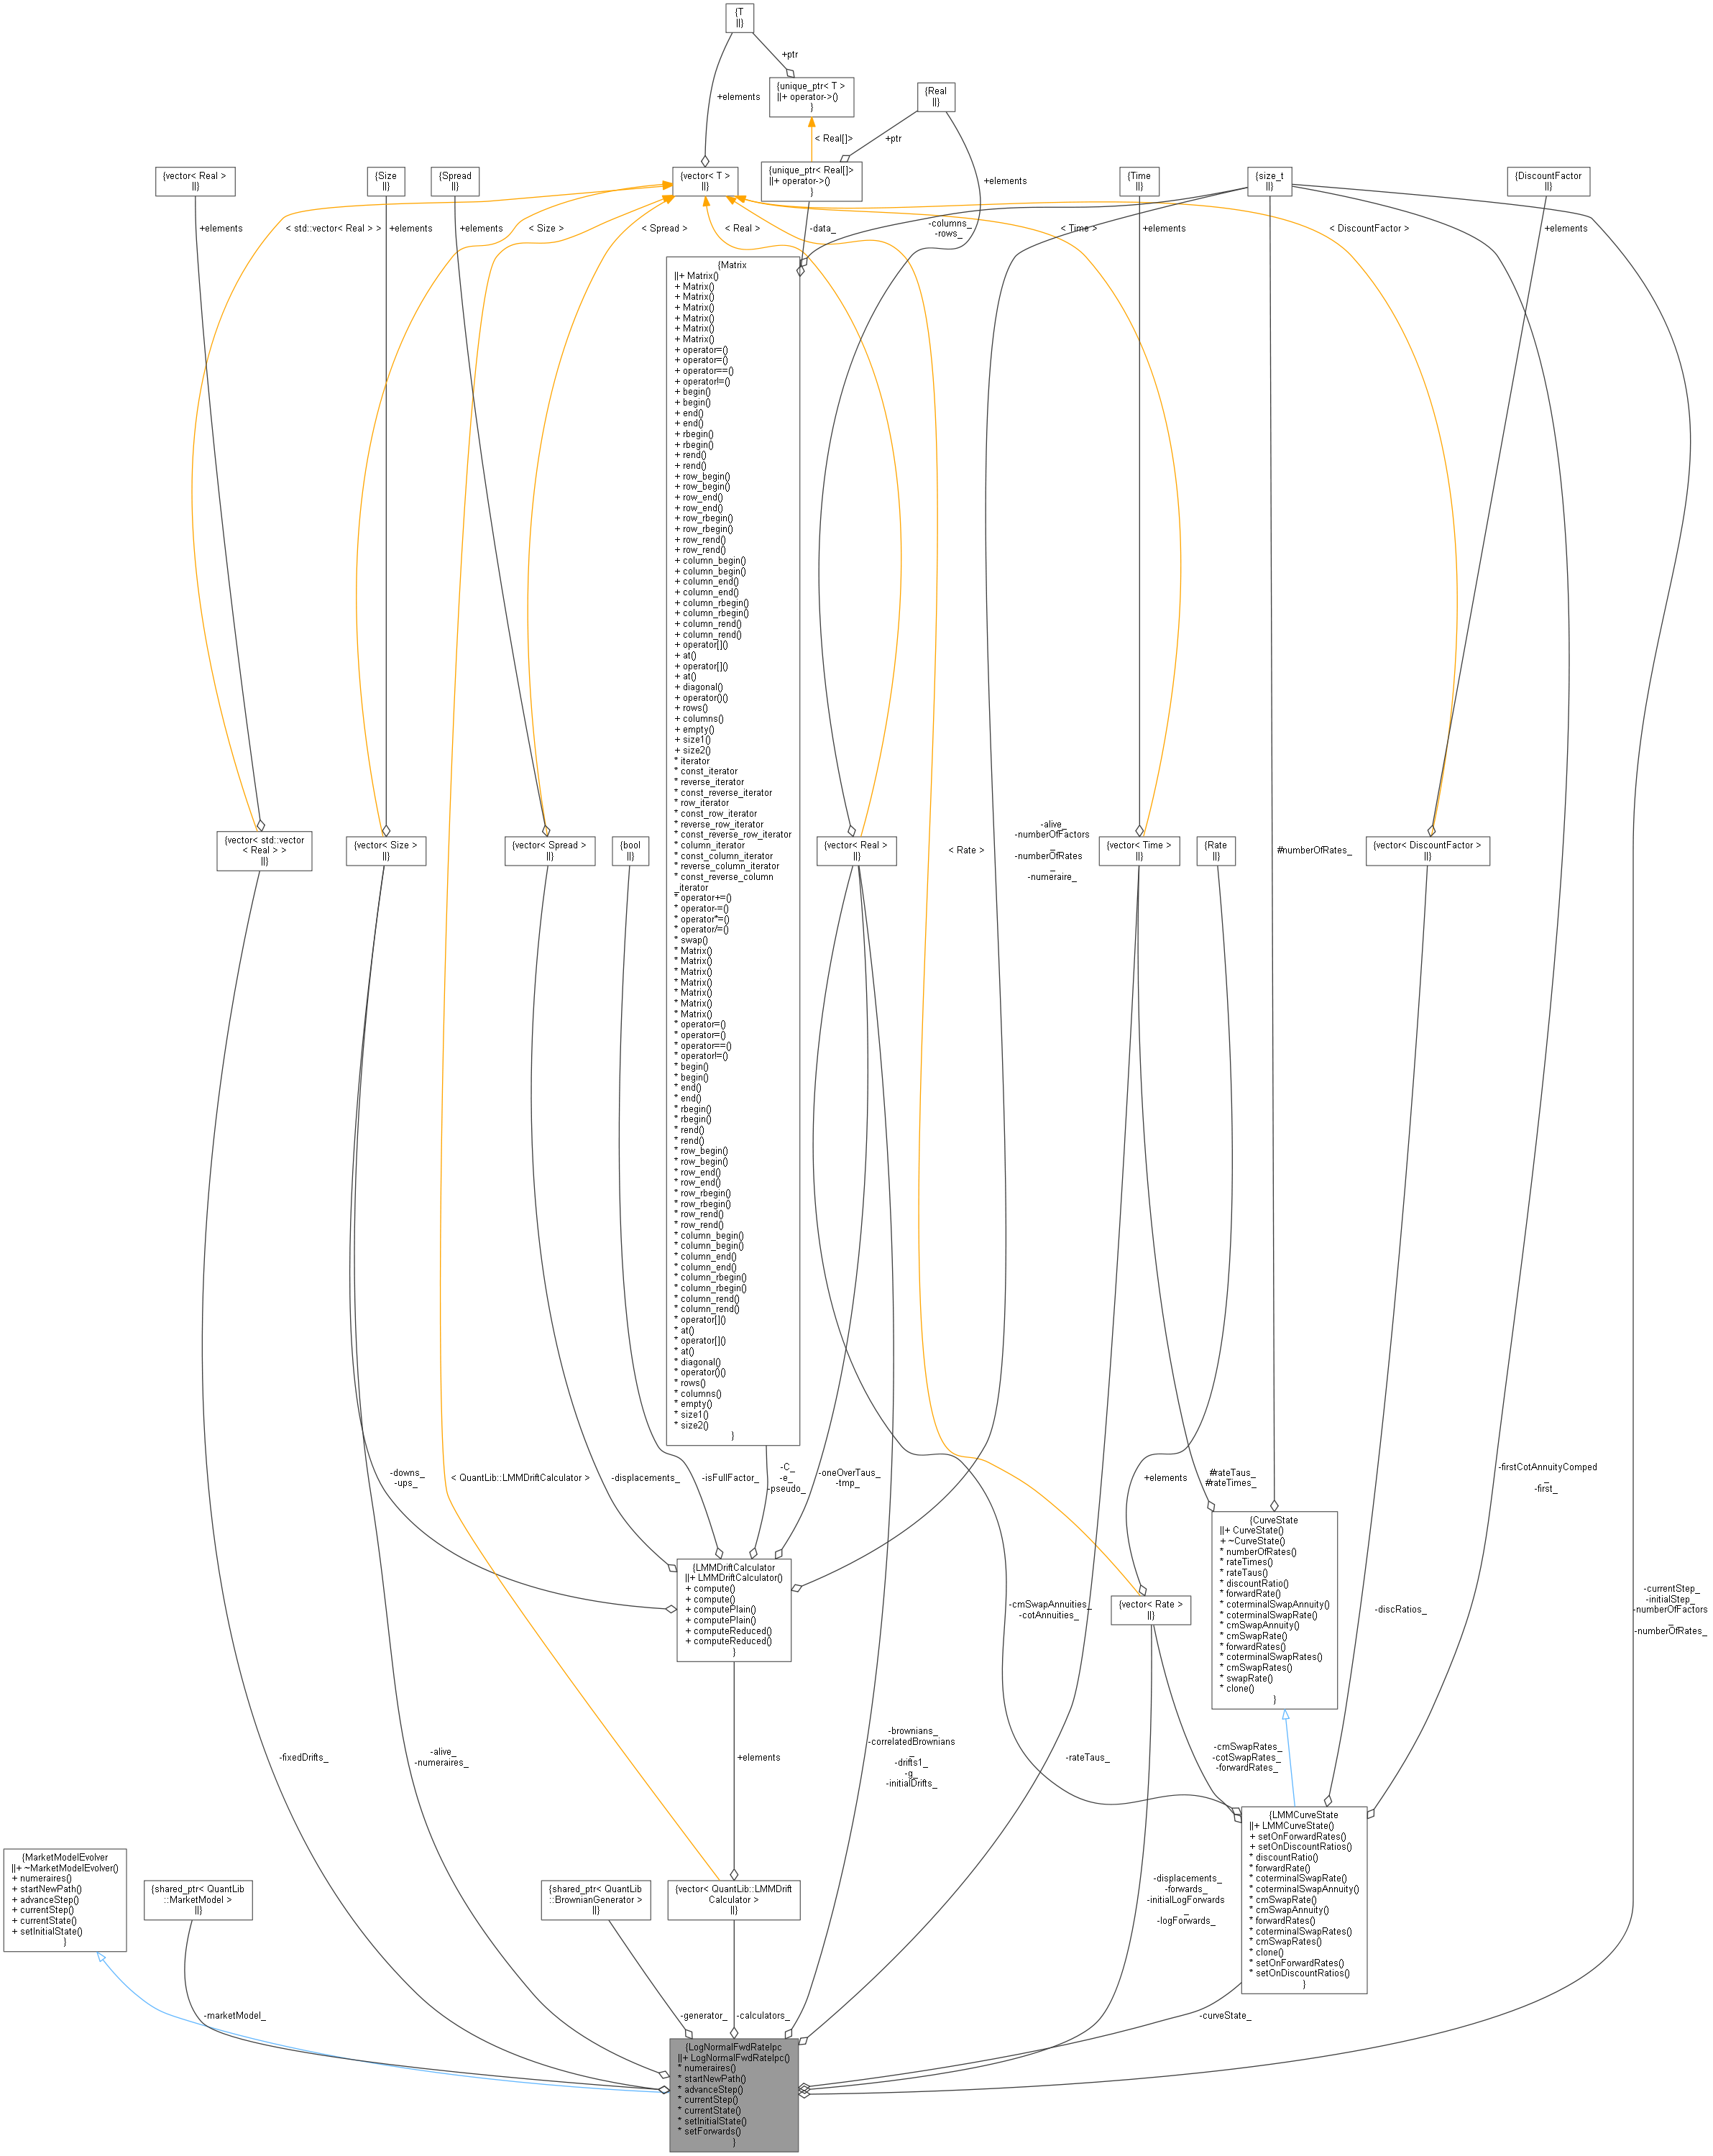 {T
||}
+ptr
{unique_ptr< T >
||+ operator->()
}
+elements
{Real
||}
< Real[]>
+ptr
{vector< Real >
||}
{Size
||}
{Spread
||}
{vector< T >
||}
{unique_ptr< Real[]>
||+ operator->()
}
{Time
||}
{size_t
||}
{DiscountFactor
||}
+elements
+elements
< std::vector< Real > >
+elements
+elements
< Size >
< Spread >
< Real >
-data_
-columns_
-rows_
< Time >
+elements
< DiscountFactor >
+elements
{Matrix
||+ Matrix()
+ Matrix()
+ Matrix()
+ Matrix()
+ Matrix()
+ Matrix()
+ Matrix()
+ operator=()
+ operator=()
+ operator==()
+ operator!=()
+ begin()
+ begin()
+ end()
+ end()
+ rbegin()
+ rbegin()
+ rend()
+ rend()
+ row_begin()
+ row_begin()
+ row_end()
+ row_end()
+ row_rbegin()
+ row_rbegin()
+ row_rend()
+ row_rend()
+ column_begin()
+ column_begin()
+ column_end()
+ column_end()
+ column_rbegin()
+ column_rbegin()
+ column_rend()
+ column_rend()
+ operator[]()
+ at()
+ operator[]()
+ at()
+ diagonal()
+ operator()()
+ rows()
+ columns()
+ empty()
+ size1()
+ size2()
* iterator
* const_iterator
* reverse_iterator
* const_reverse_iterator
* row_iterator
* const_row_iterator
* reverse_row_iterator
* const_reverse_row_iterator
* column_iterator
* const_column_iterator
* reverse_column_iterator
* const_reverse_column
_iterator
* operator+=()
* operator-=()
* operator*=()
* operator/=()
* swap()
* Matrix()
* Matrix()
* Matrix()
* Matrix()
* Matrix()
* Matrix()
* Matrix()
* operator=()
* operator=()
* operator==()
* operator!=()
* begin()
* begin()
* end()
* end()
* rbegin()
* rbegin()
* rend()
* rend()
* row_begin()
* row_begin()
* row_end()
* row_end()
* row_rbegin()
* row_rbegin()
* row_rend()
* row_rend()
* column_begin()
* column_begin()
* column_end()
* column_end()
* column_rbegin()
* column_rbegin()
* column_rend()
* column_rend()
* operator[]()
* at()
* operator[]()
* at()
* diagonal()
* operator()()
* rows()
* columns()
* empty()
* size1()
* size2()
}
{vector< std::vector
< Real > >
||}
{vector< Size >
||}
{vector< Spread >
||}
{bool
||}
{vector< Real >
||}
< Rate >
-alive_
-numberOfFactors
_
-numberOfRates
_
-numeraire_
{vector< Time >
||}
{Rate
||}
#numberOfRates_
{vector< DiscountFactor >
||}
-downs_
-ups_
< QuantLib::LMMDriftCalculator >
-displacements_
-isFullFactor_
-C_
-e_
-pseudo_
-oneOverTaus_
-tmp_
+elements
#rateTaus_
#rateTimes_
-firstCotAnnuityComped
_
-first_
{LMMDriftCalculator
||+ LMMDriftCalculator()
+ compute()
+ compute()
+ computePlain()
+ computePlain()
+ computeReduced()
+ computeReduced()
}
-cmSwapAnnuities_
-cotAnnuities_
{vector< Rate >
||}
{CurveState
||+ CurveState()
+ ~CurveState()
* numberOfRates()
* rateTimes()
* rateTaus()
* discountRatio()
* forwardRate()
* coterminalSwapAnnuity()
* coterminalSwapRate()
* cmSwapAnnuity()
* cmSwapRate()
* forwardRates()
* coterminalSwapRates()
* cmSwapRates()
* swapRate()
* clone()
}
-discRatios_
-currentStep_
-initialStep_
-numberOfFactors
_
-numberOfRates_
-fixedDrifts_
-alive_
-numeraires_
+elements
-brownians_
-correlatedBrownians
_
-drifts1_
-g_
-initialDrifts_
-rateTaus_
-cmSwapRates_
-cotSwapRates_
-forwardRates_
{MarketModelEvolver
||+ ~MarketModelEvolver()
+ numeraires()
+ startNewPath()
+ advanceStep()
+ currentStep()
+ currentState()
+ setInitialState()
}
{shared_ptr< QuantLib
::MarketModel >
||}
{shared_ptr< QuantLib
::BrownianGenerator >
||}
{vector< QuantLib::LMMDrift
Calculator >
||}
-displacements_
-forwards_
-initialLogForwards
_
-logForwards_
{LMMCurveState
||+ LMMCurveState()
+ setOnForwardRates()
+ setOnDiscountRatios()
* discountRatio()
* forwardRate()
* coterminalSwapRate()
* coterminalSwapAnnuity()
* cmSwapRate()
* cmSwapAnnuity()
* forwardRates()
* coterminalSwapRates()
* cmSwapRates()
* clone()
* setOnForwardRates()
* setOnDiscountRatios()
}
-marketModel_
-generator_
-calculators_
-curveState_
{LogNormalFwdRateIpc
||+ LogNormalFwdRateIpc()
* numeraires()
* startNewPath()
* advanceStep()
* currentStep()
* currentState()
* setInitialState()
* setForwards()
}